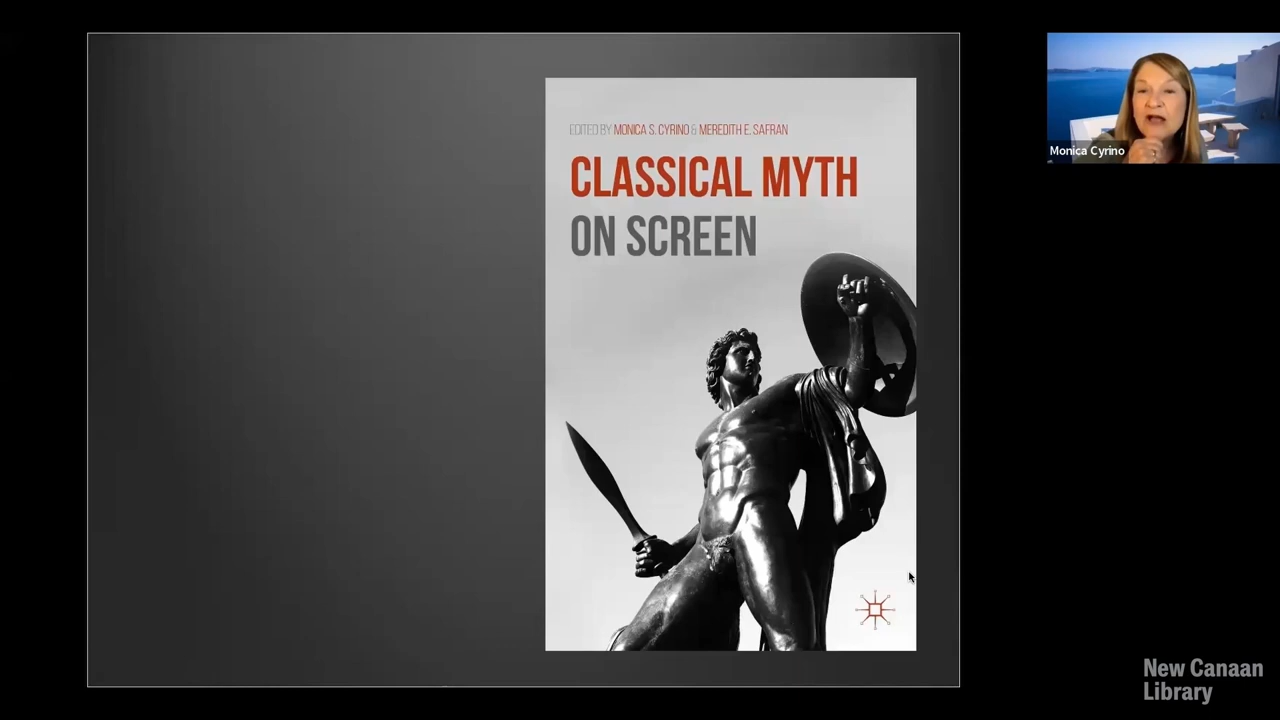 EDITED BY MONICA S. CYRINO & MEREDITH E. SAFRAN
CLASSICAL MYTH
ON SCREEN
Monica Cyrino
New Canaan
Library